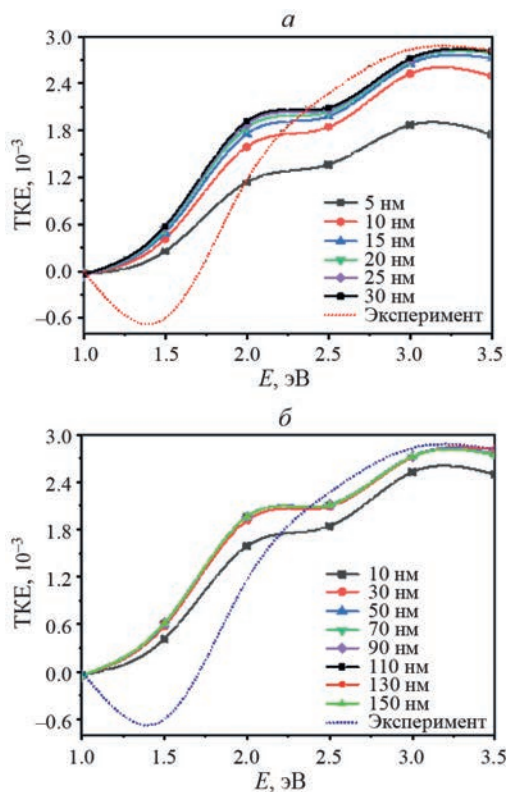 а
3.0
2.4
1.8
1.2
0.6
0.0
–0.6
ТКЕ, 10⁻³
5 нм
10 нм
15 нм
20 нм
25 нм
30 нм
Эксперимент
1.0 1.5 2.0 2.5 3.0 3.5
E, эВ
б
3.0
2.4
1.8
1.2
0.6
0.0
–0.6
ТКЕ, 10⁻³
10 нм
30 нм
50 нм
70 нм
90 нм
110 нм
130 нм
150 нм
Эксперимент
1.0 1.5 2.0 2.5 3.0 3.5
E, эВ